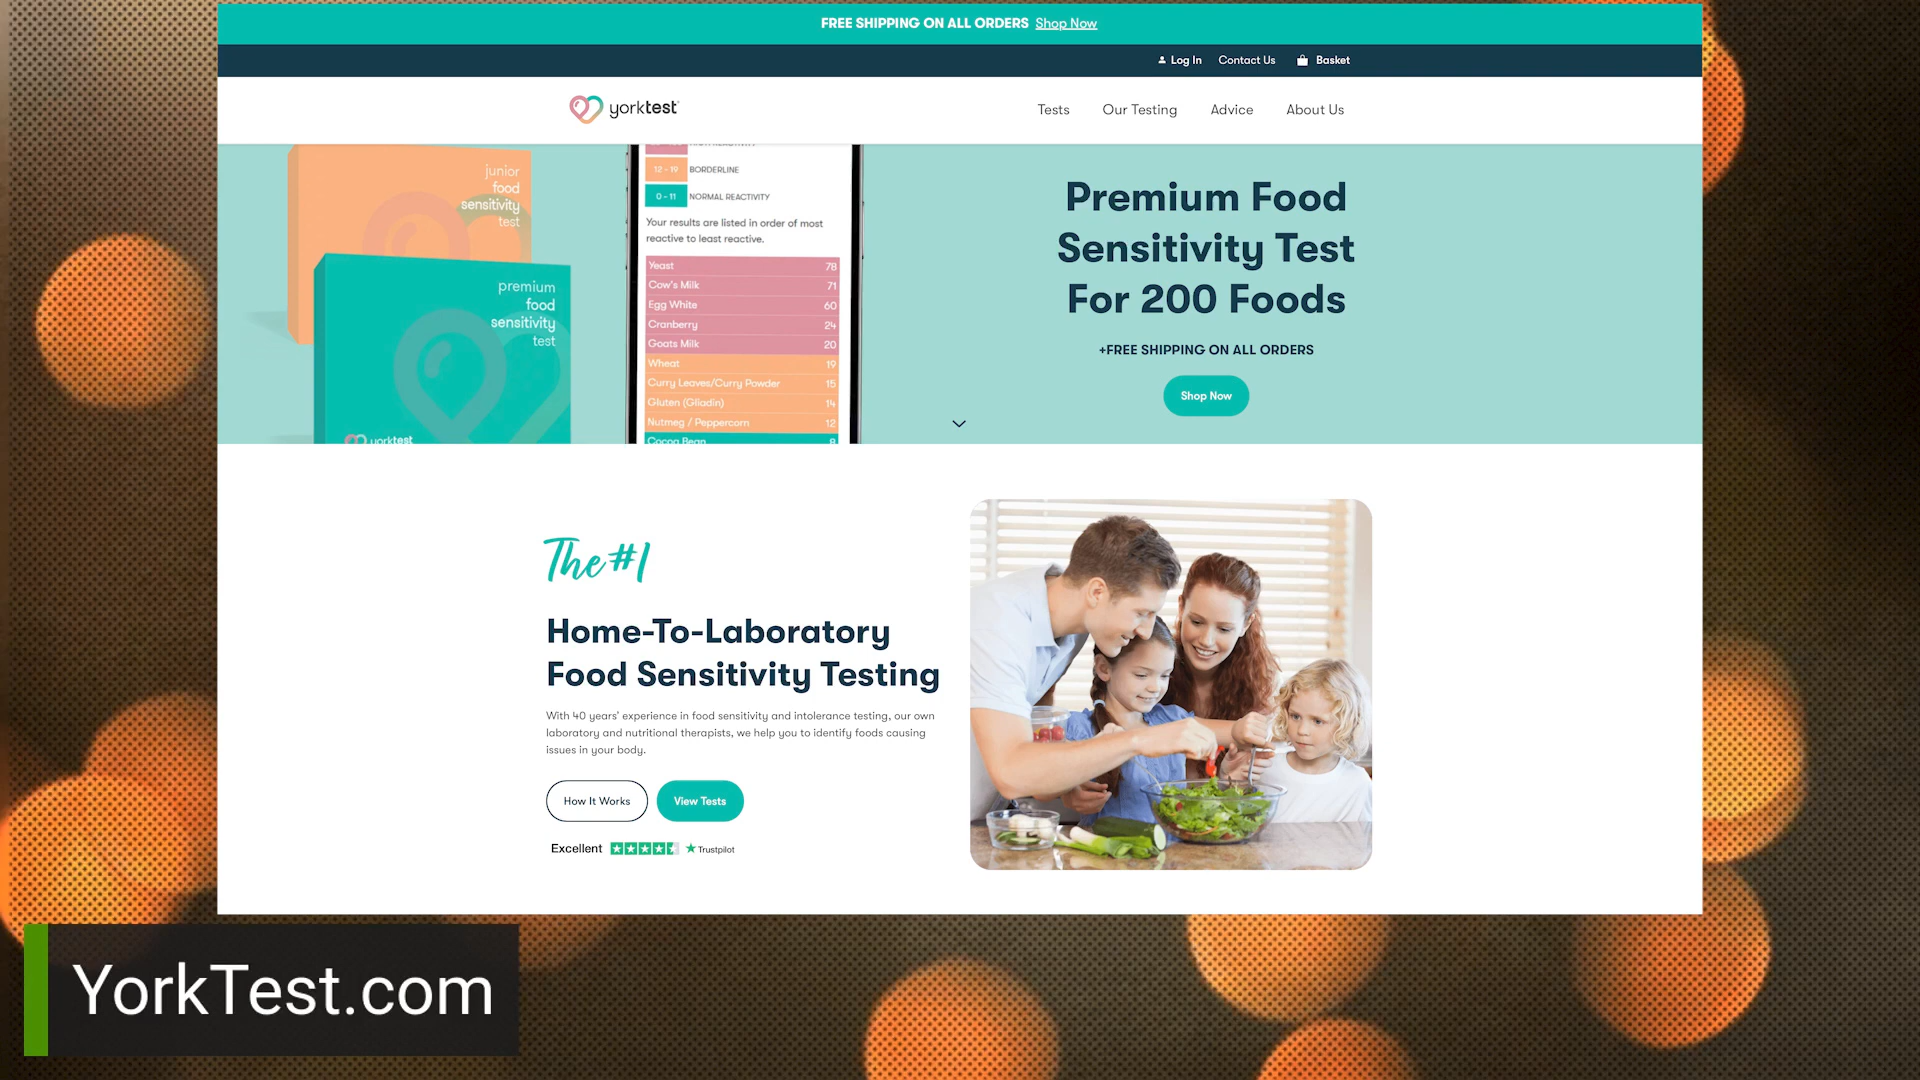 FREE SHIPPING ON ALL ORDERS Shop Now
Log In Contact Us Basket
yorktest
Tests Our Testing Advice About Us
junior
food
sensitivity
test
premium
food
sensitivity
test
yorktest
HIGH REACTIVITY
12 - 19 BORDERLINE
0 - 11 NORMAL REACTIVITY
Your results are listed in order of most
reactive to least reactive.
Yeast 78
Cow's Milk 71
Egg White 60
Cranberry 24
Goats Milk 20
Wheat 19
Curry Leaves/Curry Powder 15
Gluten (Gliadin) 14
Nutmeg / Peppercorn 12
Cocoa Bean 8
Premium Food
Sensitivity Test
For 200 Foods
+FREE SHIPPING ON ALL ORDERS
Shop Now
The #1
Home-To-Laboratory
Food Sensitivity Testing
With 40 years' experience in food sensitivity and intolerance testing, our own
laboratory and nutritional therapists, we help you to identify foods causing
issues in your body.
How It Works View Tests
Excellent Trustpilot
YorkTest.com